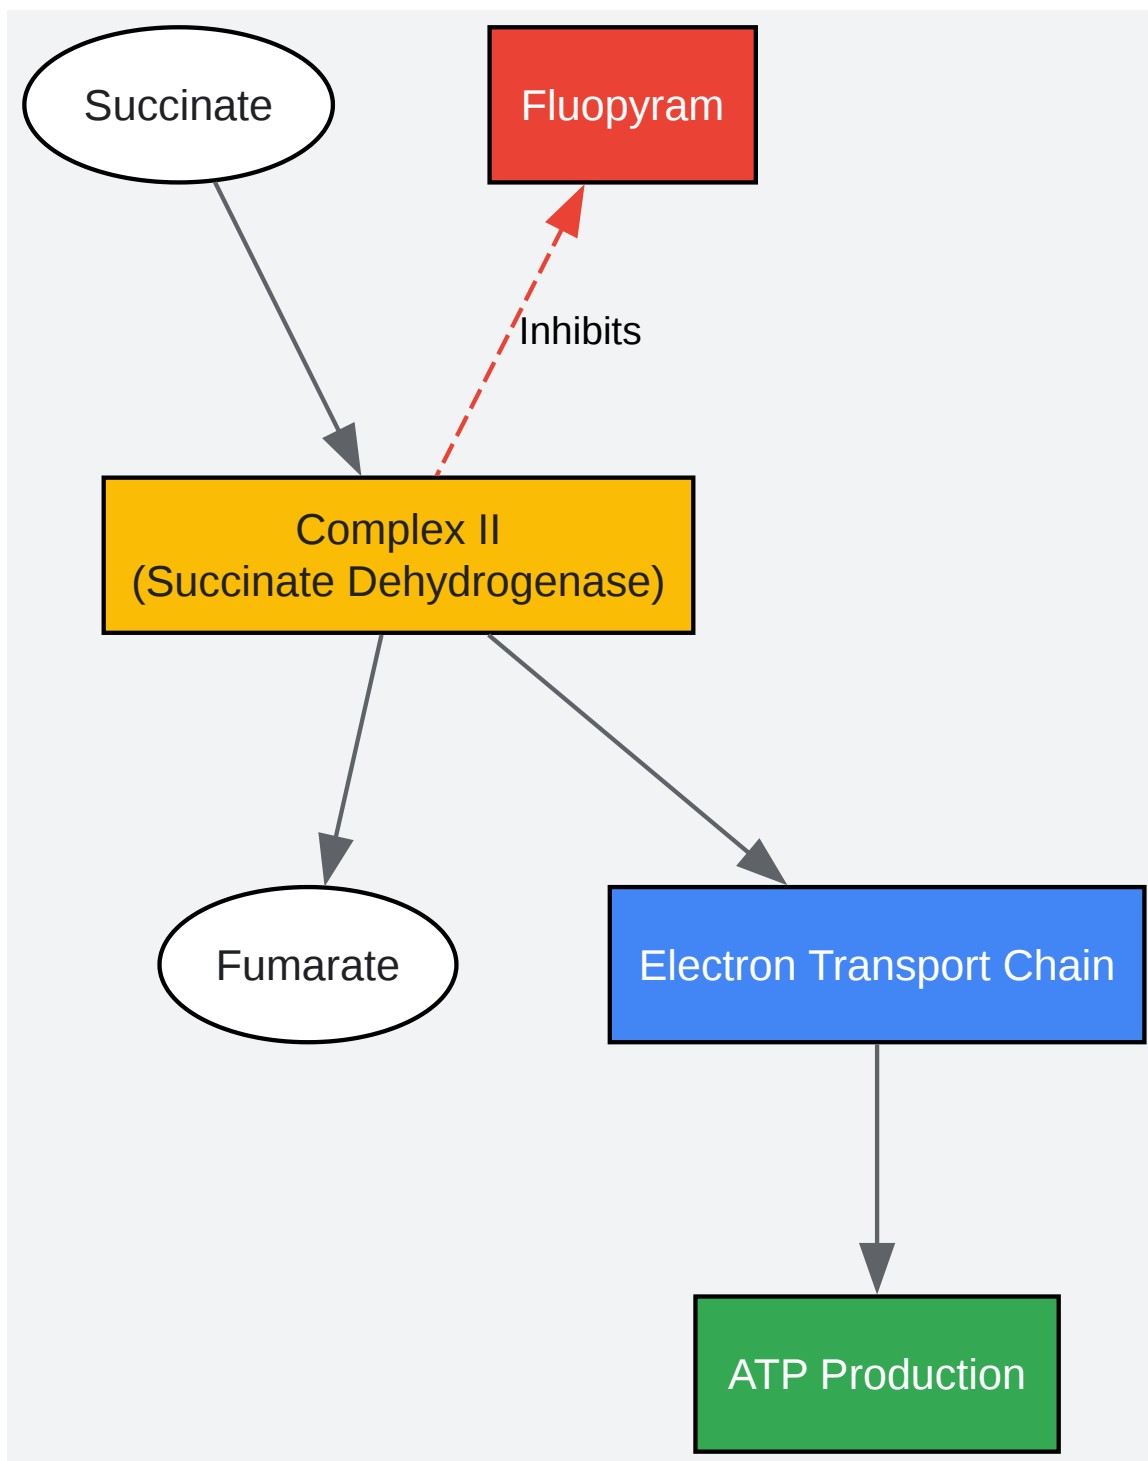 Succinate
Fluopyram
Inhibits
Complex II
(Succinate Dehydrogenase)
Fumarate
Electron Transport Chain
ATP Production